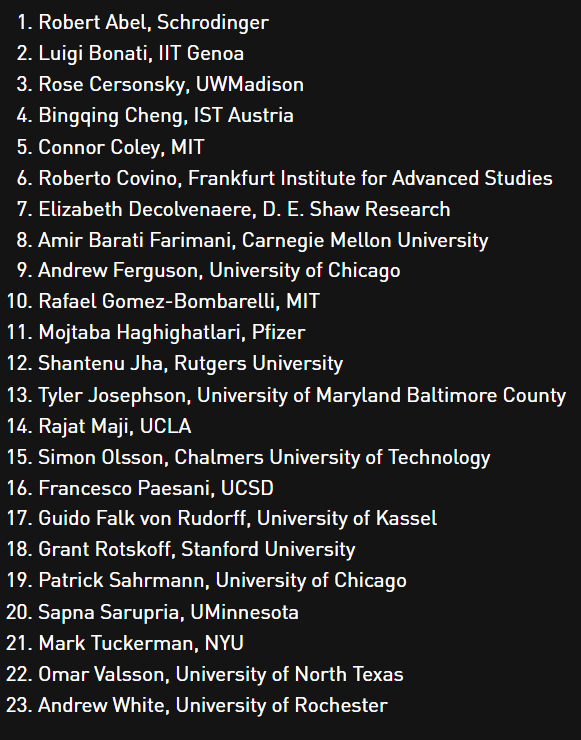 1. Robert Abel, Schrodinger
2. Luigi Bonati, IIT Genoa
3. Rose Cersonsky, UWMadison
4. Bingqing Cheng, IST Austria
5. Connor Coley, MIT
6. Roberto Covino, Frankfurt Institute for Advanced Studies
7. Elizabeth Decolvenaere, D. E. Shaw Research
8. Amir Barati Farimani, Carnegie Mellon University
9. Andrew Ferguson, University of Chicago
10. Rafael Gomez-Bombarelli, MIT
11. Mojtaba Haghighatlari, Pfizer
12. Shantenu Jha, Rutgers University
13. Tyler Josephson, University of Maryland Baltimore County
14. Rajat Maji, UCLA
15. Simon Olsson, Chalmers University of Technology
16. Francesco Paesani, UCSD
17. Guido Falk von Rudorff, University of Kassel
18. Grant Rotskoff, Stanford University
19. Patrick Sahrmann, University of Chicago
20. Sapna Sarupria, UMinnesota
21. Mark Tuckerman, NYU
22. Omar Valsson, University of North Texas
23. Andrew White, University of Rochester